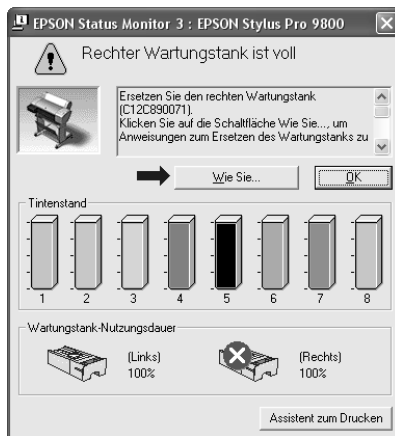 EPSON Status Monitor 3 : EPSON Stylus Pro 9800
Rechter Wartungstank ist voll
Ersetzen Sie den rechten Wartungstank
(C12C890071).
Klicken Sie auf die Schaltfläche Wie Sie..., um
Anweisungen zum Ersetzen des Wartungstanks zu
Wie Sie...
OK
Tintenstand
1 2 3 4 5 6 7 8
Wartungstank-Nutzungsdauer
(Links) (Rechts)
100% 100%
Assistent zum Drucken